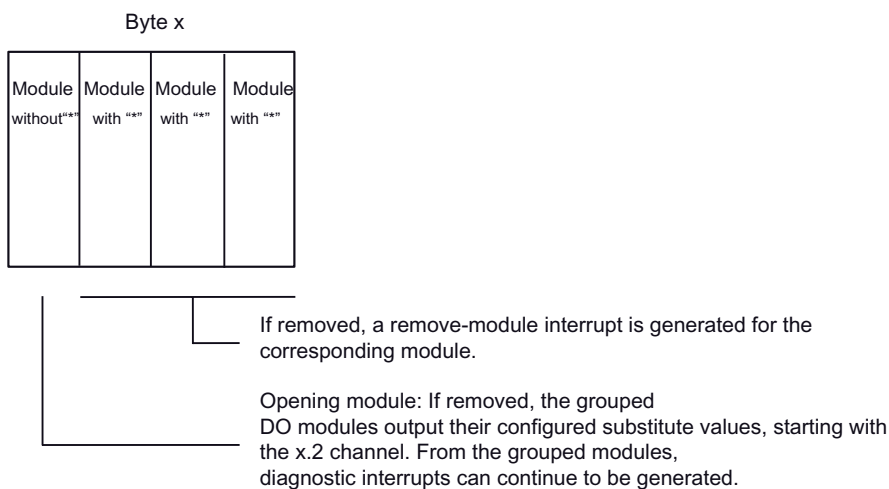 Byte x
Module Module Module Module
without“*” with “*” with “*” with “*”
If removed, a remove-module interrupt is generated for the
corresponding module.
Opening module: If removed, the grouped
DO modules output their configured substitute values, starting with
the x.2 channel. From the grouped modules,
diagnostic interrupts can continue to be generated.